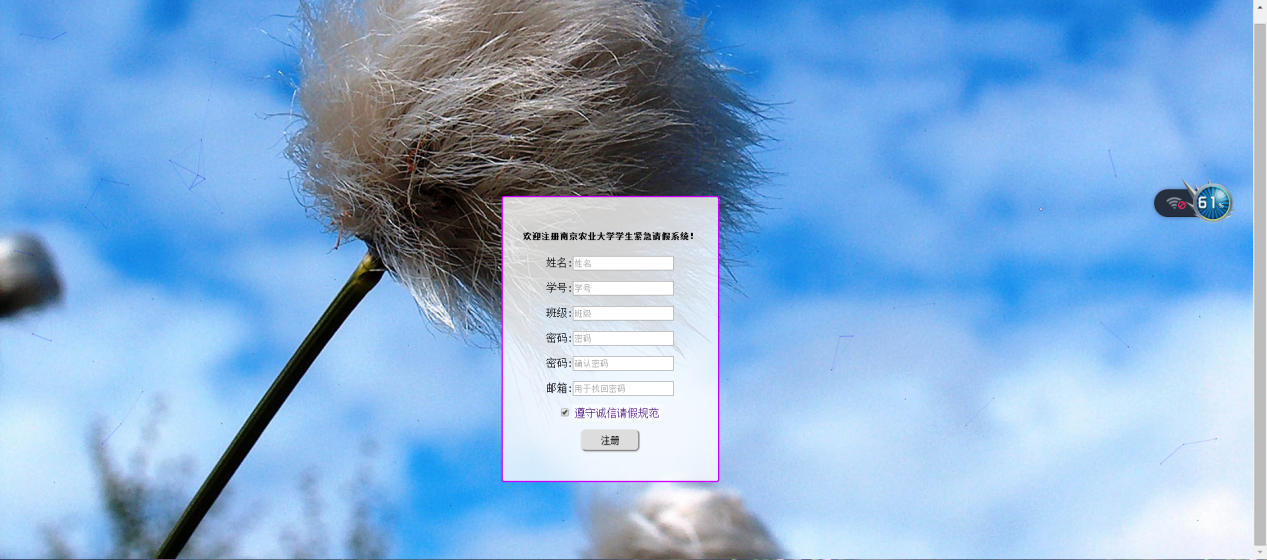 欢迎注册南京农业大学学生紧急请假系统!
姓名: 姓名
学号: 学号
班级: 班级
密码: 密码
密码: 确认密码
邮箱: 用于找回密码
遵守诚信请假规范
注册
61%